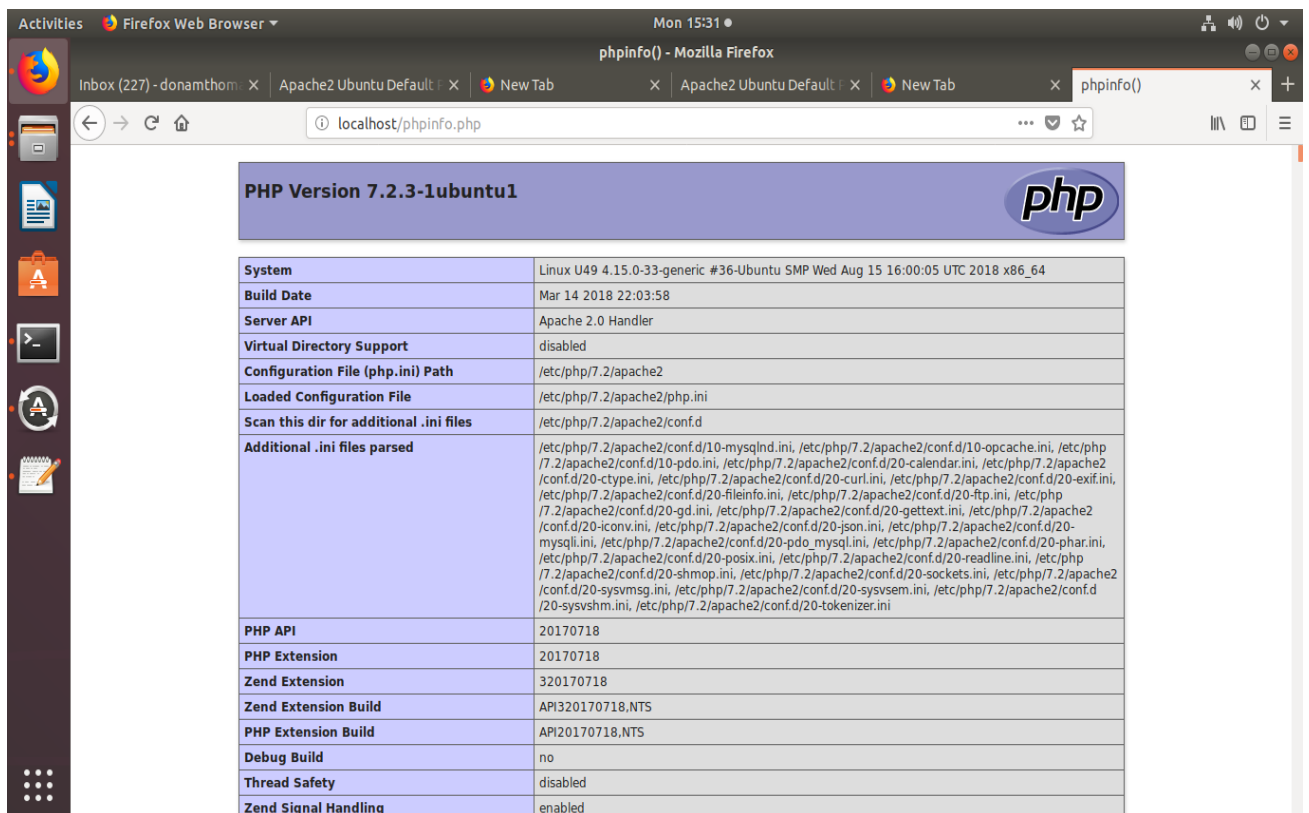 Activities Firefox Web Browser Mon 15:31
phpinfo() - Mozilla Firefox
Inbox (227) - donamthom Apache2 Ubuntu Default New Tab Apache2 Ubuntu Default New Tab phpinfo()
localhost/phpinfo.php
PHP Version 7.2.3-1ubuntu1
php
System Linux U49 4.15.0-33-generic #36-Ubuntu SMP Wed Aug 15 16:00:05 UTC 2018 x86_64
Build Date Mar 14 2018 22:03:58
Server API Apache 2.0 Handler
Virtual Directory Support disabled
Configuration File (php.ini) Path /etc/php/7.2/apache2
Loaded Configuration File /etc/php/7.2/apache2/php.ini
Scan this dir for additional .ini files /etc/php/7.2/apache2/conf.d
Additional .ini files parsed /etc/php/7.2/apache2/conf.d/10-mysqlnd.ini, /etc/php/7.2/apache2/conf.d/10-opcache.ini, /etc/php
/7.2/apache2/conf.d/10-pdo.ini, /etc/php/7.2/apache2/conf.d/20-calendar.ini, /etc/php/7.2/apache2
/conf.d/20-ctype.ini, /etc/php/7.2/apache2/conf.d/20-curl.ini, /etc/php/7.2/apache2/conf.d/20-exif.ini,
/etc/php/7.2/apache2/conf.d/20-fileinfo.ini, /etc/php/7.2/apache2/conf.d/20-ftp.ini, /etc/php
/7.2/apache2/conf.d/20-gd.ini, /etc/php/7.2/apache2/conf.d/20-gettext.ini, /etc/php/7.2/apache2
/conf.d/20-iconv.ini, /etc/php/7.2/apache2/conf.d/20-json.ini, /etc/php/7.2/apache2/conf.d/20-
mysqli.ini, /etc/php/7.2/apache2/conf.d/20-pdo_mysql.ini, /etc/php/7.2/apache2/conf.d/20-phar.ini,
/etc/php/7.2/apache2/conf.d/20-posix.ini, /etc/php/7.2/apache2/conf.d/20-readline.ini, /etc/php
/7.2/apache2/conf.d/20-shmop.ini, /etc/php/7.2/apache2/conf.d/20-sockets.ini, /etc/php/7.2/apache2
/conf.d/20-sysvmsg.ini, /etc/php/7.2/apache2/conf.d/20-sysvsem.ini, /etc/php/7.2/apache2/conf.d
/20-sysvshm.ini, /etc/php/7.2/apache2/conf.d/20-tokenizer.ini
PHP API 20170718
PHP Extension 20170718
Zend Extension 320170718
Zend Extension Build API320170718,NTS
PHP Extension Build API20170718,NTS
Debug Build no
Thread Safety disabled
Zend Signal Handling enabled